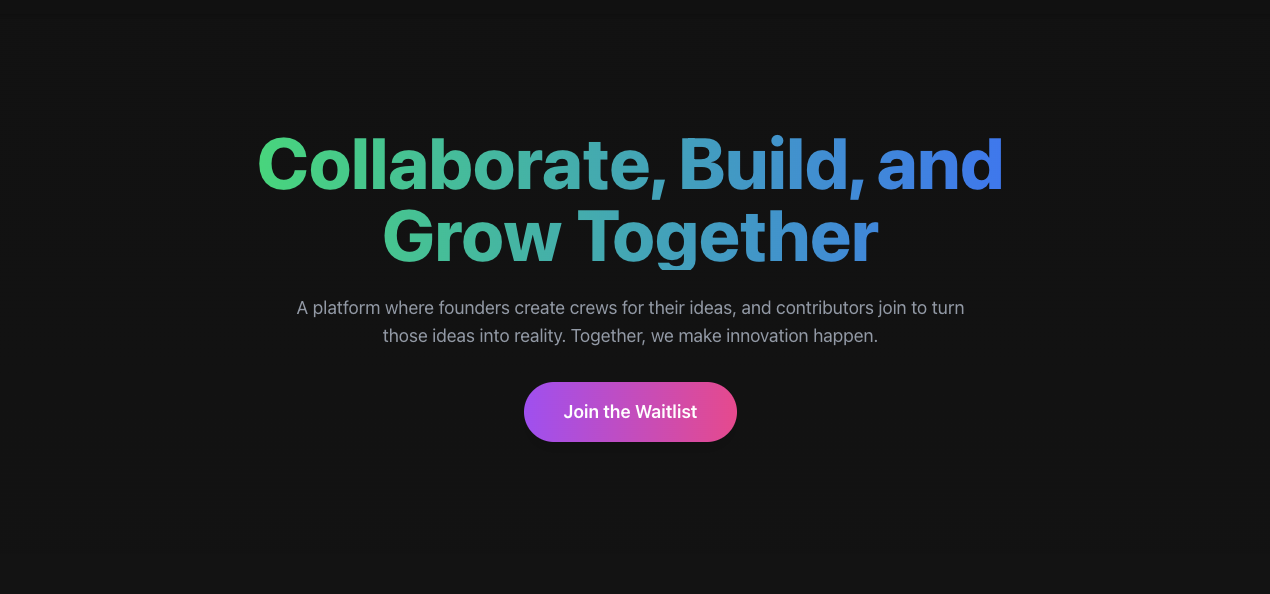 Collaborate, Build, and
Grow Together
A platform where founders create crews for their ideas, and contributors join to turn
those ideas into reality. Together, we make innovation happen.
Join the Waitlist